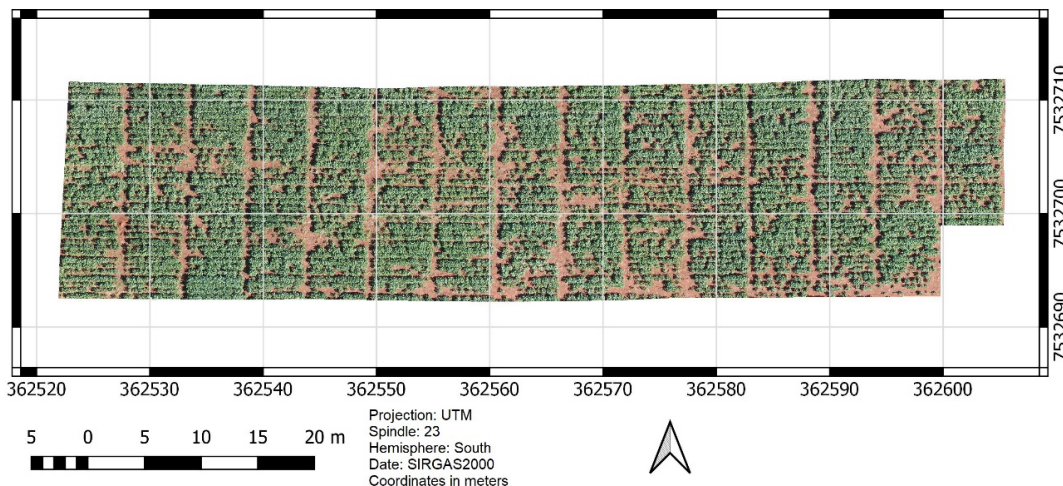 7532710
7532700
7532690
362520 362530 362540 362550 362560 362570 362580 362590 362600
5 0 5 10 15 20 m
Projection: UTM
Spindle: 23
Hemisphere: South
Date: SIRGAS2000
Coordinates in meters